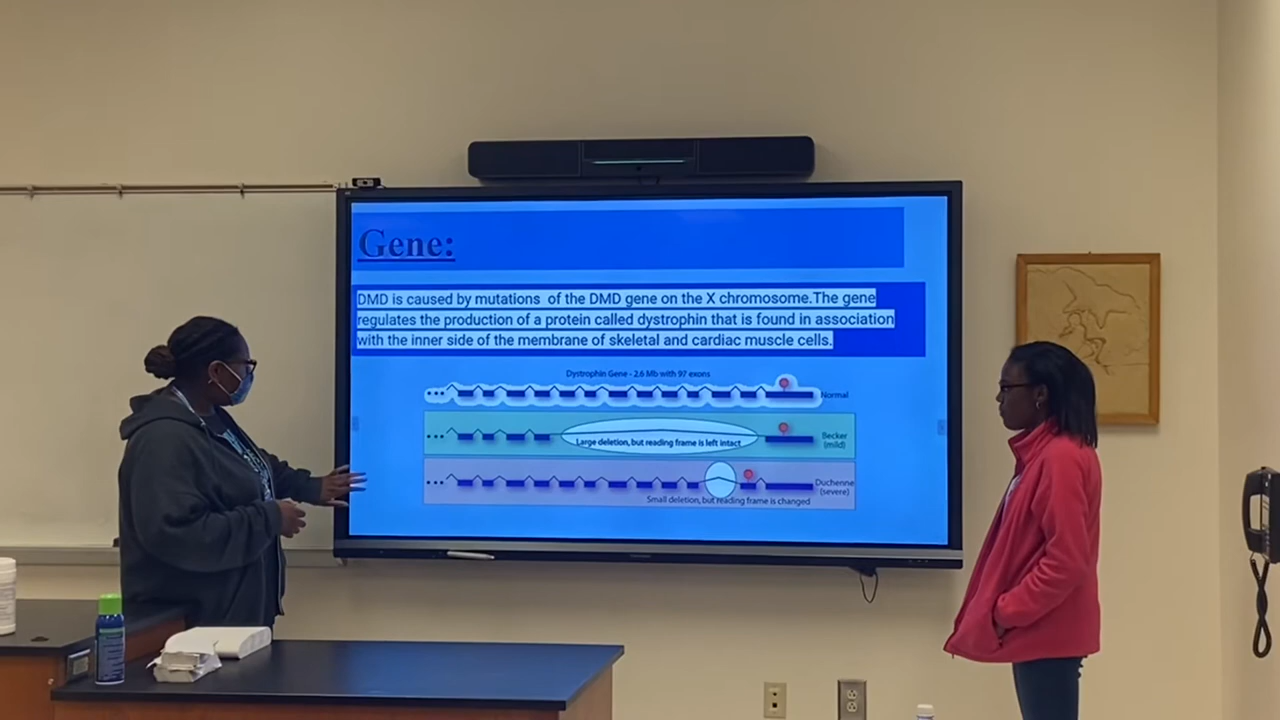 Gene:
DMD is caused by mutations of the DMD gene on the X chromosome.The gene
regulates the production of a protein called dystrophin that is found in association
with the inner side of the membrane of skeletal and cardiac muscle cells.
Dystrophin Gene - 2.6 Mb with 97 exons
Normal
Large deletion, but reading frame is left intact
Becker
(mild)
Duchenne
(severe)
Small deletion, but reading frame is changed